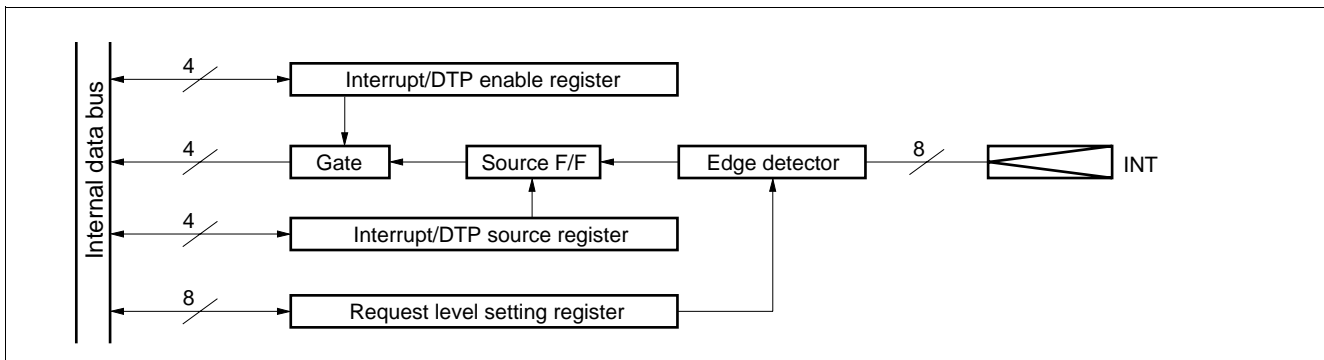 Internal data bus
4
Interrupt/DTP enable register
4
Gate
Source F/F
Edge detector
8
INT
4
Interrupt/DTP source register
8
Request level setting register